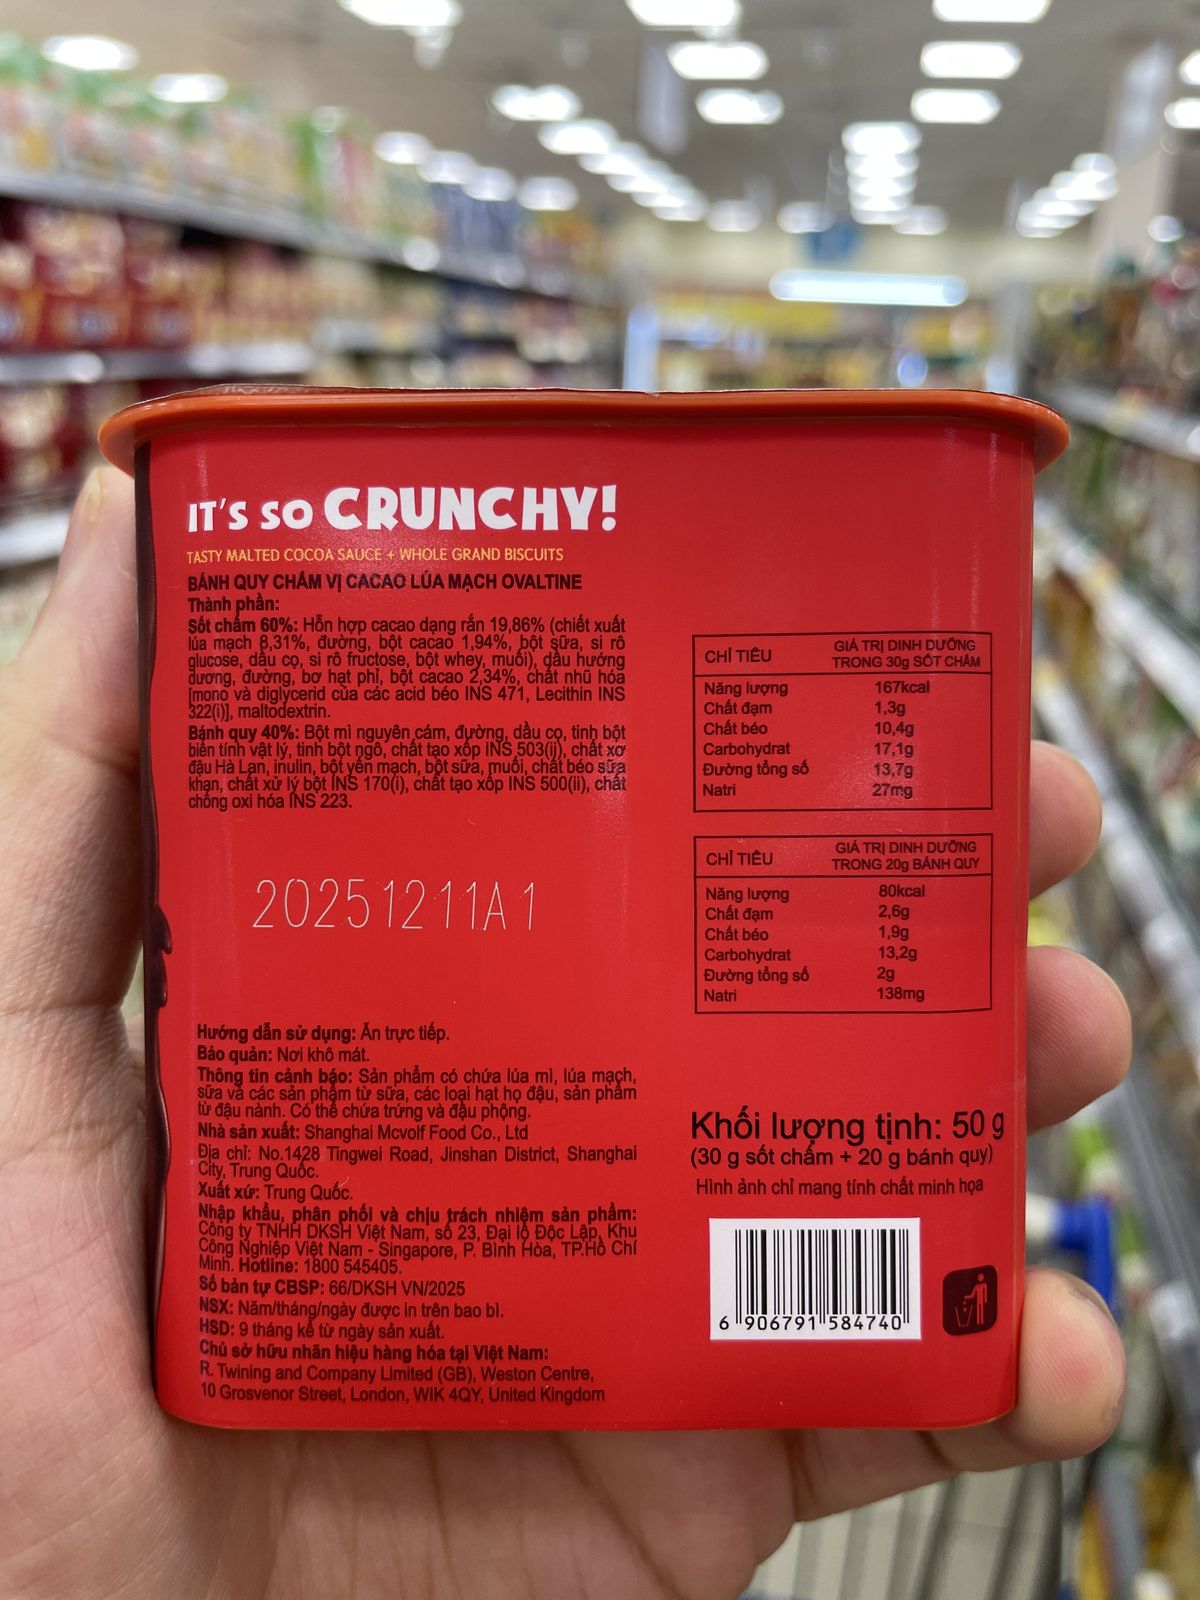 IT'S SO CRUNCHY!
TASTY MALTED COCOA SAUCE + WHOLE GRAND BISCUITS
BÁNH QUY CHẤM VỊ CACAO LÚA MẠCH OVALTINE
Thành phần:
Sốt chấm 60%: Hỗn hợp cacao dạng rắn 19,86% (chiết xuất
lúa mạch 8,31%, đường, bột cacao 1,94%, bột sữa, si rô
glucose, dầu cọ, si rô fructose, bột whey, muối), dầu hướng
dương, đường, bơ hạt phỉ, bột cacao 2,34%, chất nhũ hóa
[mono và diglycerid của các acid béo INS 471, Lecithin INS
322(i)], maltodextrin.
Bánh quy 40%: Bột mì nguyên cám, đường, dầu cọ, tinh bột
biến tính vật lý, tinh bột ngô, chất tạo xốp INS 503(ii), chất xơ
đậu Hà Lan, inulin, bột yến mạch, bột sữa, muối, chất béo sữa
khan, chất xử lý bột INS 170(i), chất tạo xốp INS 500(ii), chất
chống oxi hóa INS 223.
20251211A1
Hướng dẫn sử dụng: Ăn trực tiếp.
Bảo quản: Nơi khô mát.
Thông tin cảnh báo: Sản phẩm có chứa lúa mì, lúa mạch,
sữa và các sản phẩm từ sữa, các loại hạt họ đậu, sản phẩm
từ đậu nành. Có thể chứa trứng và đậu phộng.
Nhà sản xuất: Shanghai Mcvolf Food Co., Ltd
Địa chỉ: No.1428 Tingwei Road, Jinshan District, Shanghai
City, Trung Quốc.
Xuất xứ: Trung Quốc.
Nhập khẩu, phân phối và chịu trách nhiệm sản phẩm:
Công ty TNHH DKSH Việt Nam, số 23, Đại lộ Độc Lập, Khu
Công Nghiệp Việt Nam - Singapore, P. Bình Hòa, TP.Hồ Chí
Minh. Hotline: 1800 545405.
Số bản tự CBSP: 66/DKSH VN/2025
NSX: Năm/tháng/ngày được in trên bao bì.
HSD: 9 tháng kể từ ngày sản xuất.
Chủ sở hữu nhãn hiệu hàng hóa tại Việt Nam:
R. Twining and Company Limited (GB), Weston Centre,
10 Grosvenor Street, London, WIK 4QY, United Kingdom
CHỈ TIÊU GIÁ TRỊ DINH DƯỠNG
TRONG 30g SỐT CHẤM
Năng lượng 167kcal
Chất đạm 1,3g
Chất béo 10,4g
Carbohydrat 17,1g
Đường tổng số 13,7g
Natri 27mg
CHỈ TIÊU GIÁ TRỊ DINH DƯỠNG
TRONG 20g BÁNH QUY
Năng lượng 80kcal
Chất đạm 2,6g
Chất béo 1,9g
Carbohydrat 13,2g
Đường tổng số 2g
Natri 138mg
Khối lượng tịnh: 50 g
(30 g sốt chấm + 20 g bánh quy)
Hình ảnh chỉ mang tính chất minh họa
6 906791 584740